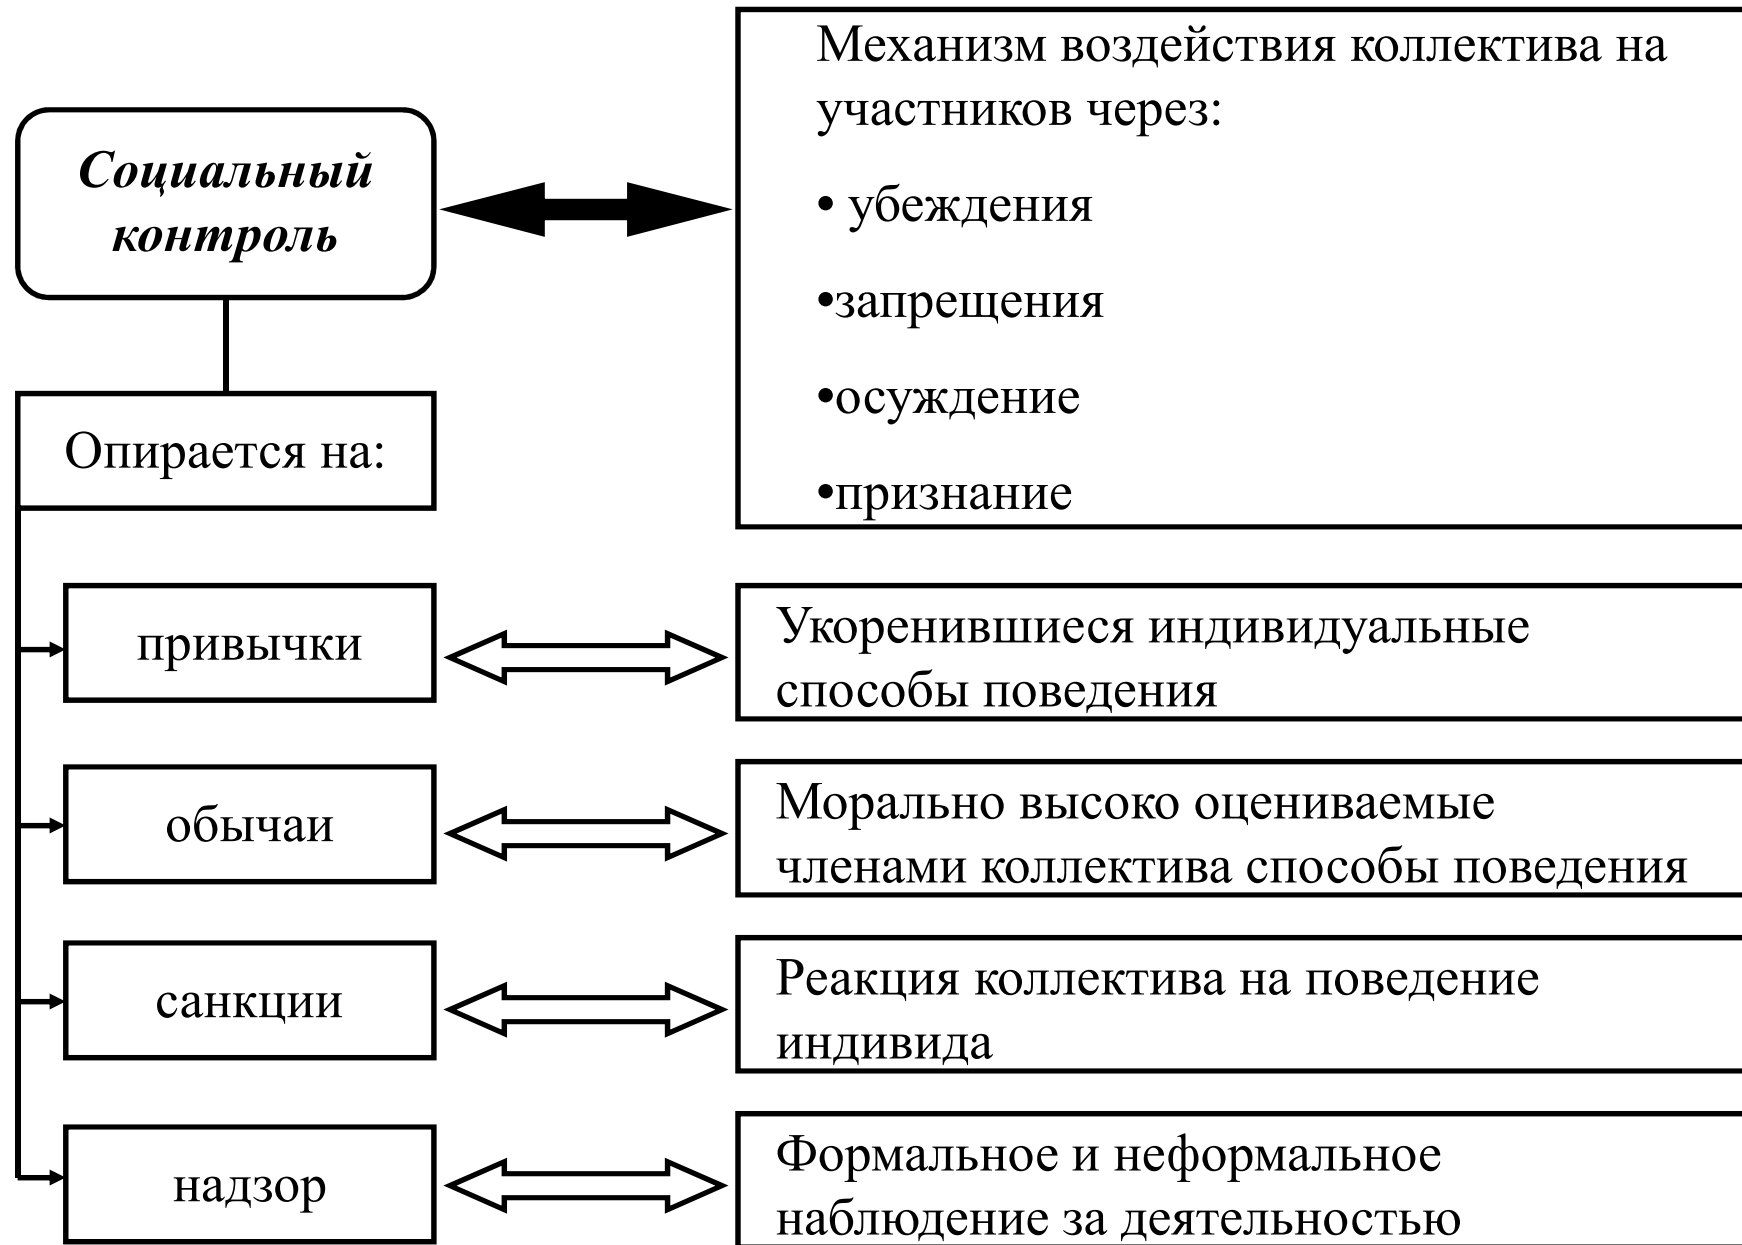 Социальный
контроль
Механизм воздействия коллектива на
участников через:
• убеждения
•запрещения
•осуждение
•признание
Опирается на:
привычки
Укоренившиеся индивидуальные
способы поведения
обычаи
Морально высоко оцениваемые
членами коллектива способы поведения
санкции
Реакция коллектива на поведение
индивида
надзор
Формальное и неформальное
наблюдение за деятельностью